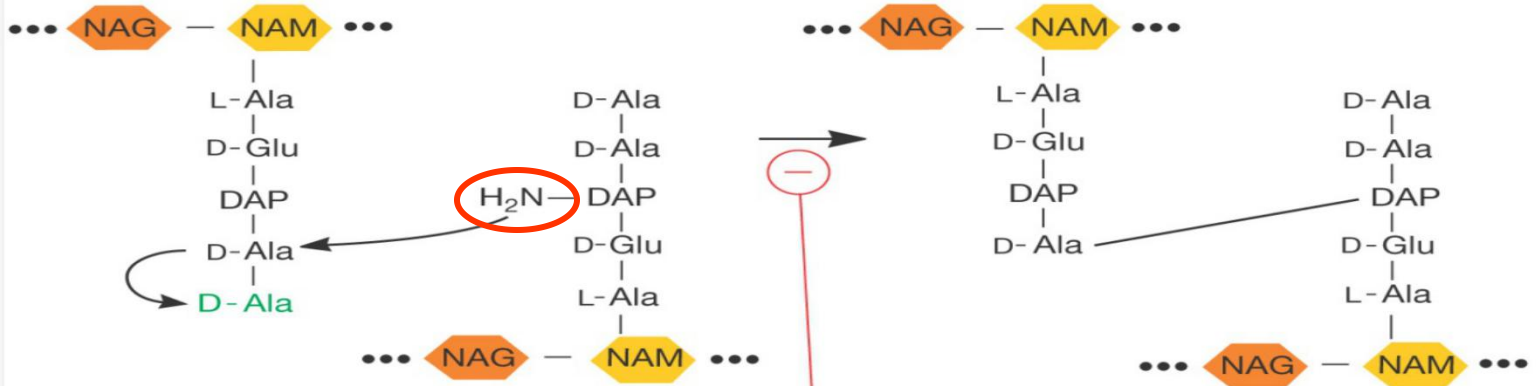 ••• NAG — NAM •••
L-Ala
D-Glu
DAP
D-Ala
D-Ala
D-Ala
D-Ala
H₂N—DAP
D-Glu
L-Ala
••• NAG — NAM •••
—
••• NAG — NAM •••
L-Ala
D-Glu
DAP
D-Ala
D-Ala
D-Ala
DAP
D-Glu
L-Ala
••• NAG — NAM •••